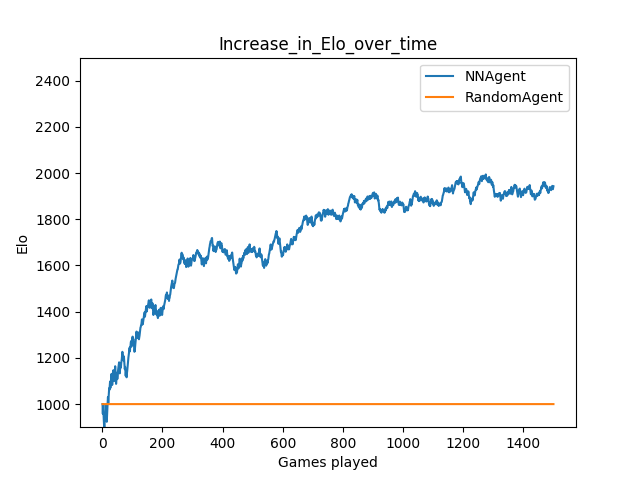 Increase_in_Elo_over_time
NNAgent
RandomAgent
2400
2200
2000
1800
1600
1400
1200
1000
Elo
0 200 400 600 800 1000 1200 1400
Games played